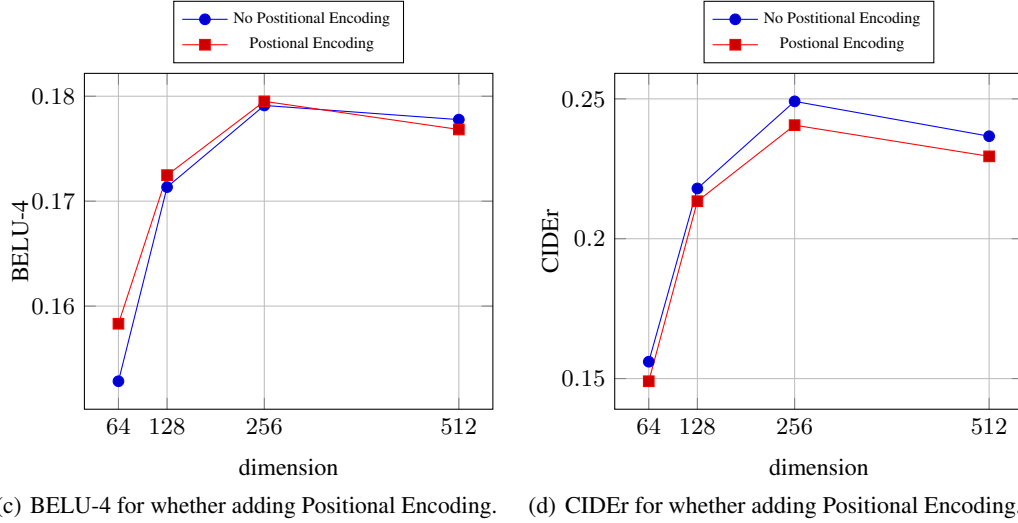 No Postitional Encoding
Postional Encoding
0.18
0.17
0.16
BELU-4
64 128 256 512
dimension
(c) BELU-4 for whether adding Positional Encoding.
No Postitional Encoding
Postional Encoding
0.25
0.2
0.15
CIDEr
64 128 256 512
dimension
(d) CIDEr for whether adding Positional Encoding.